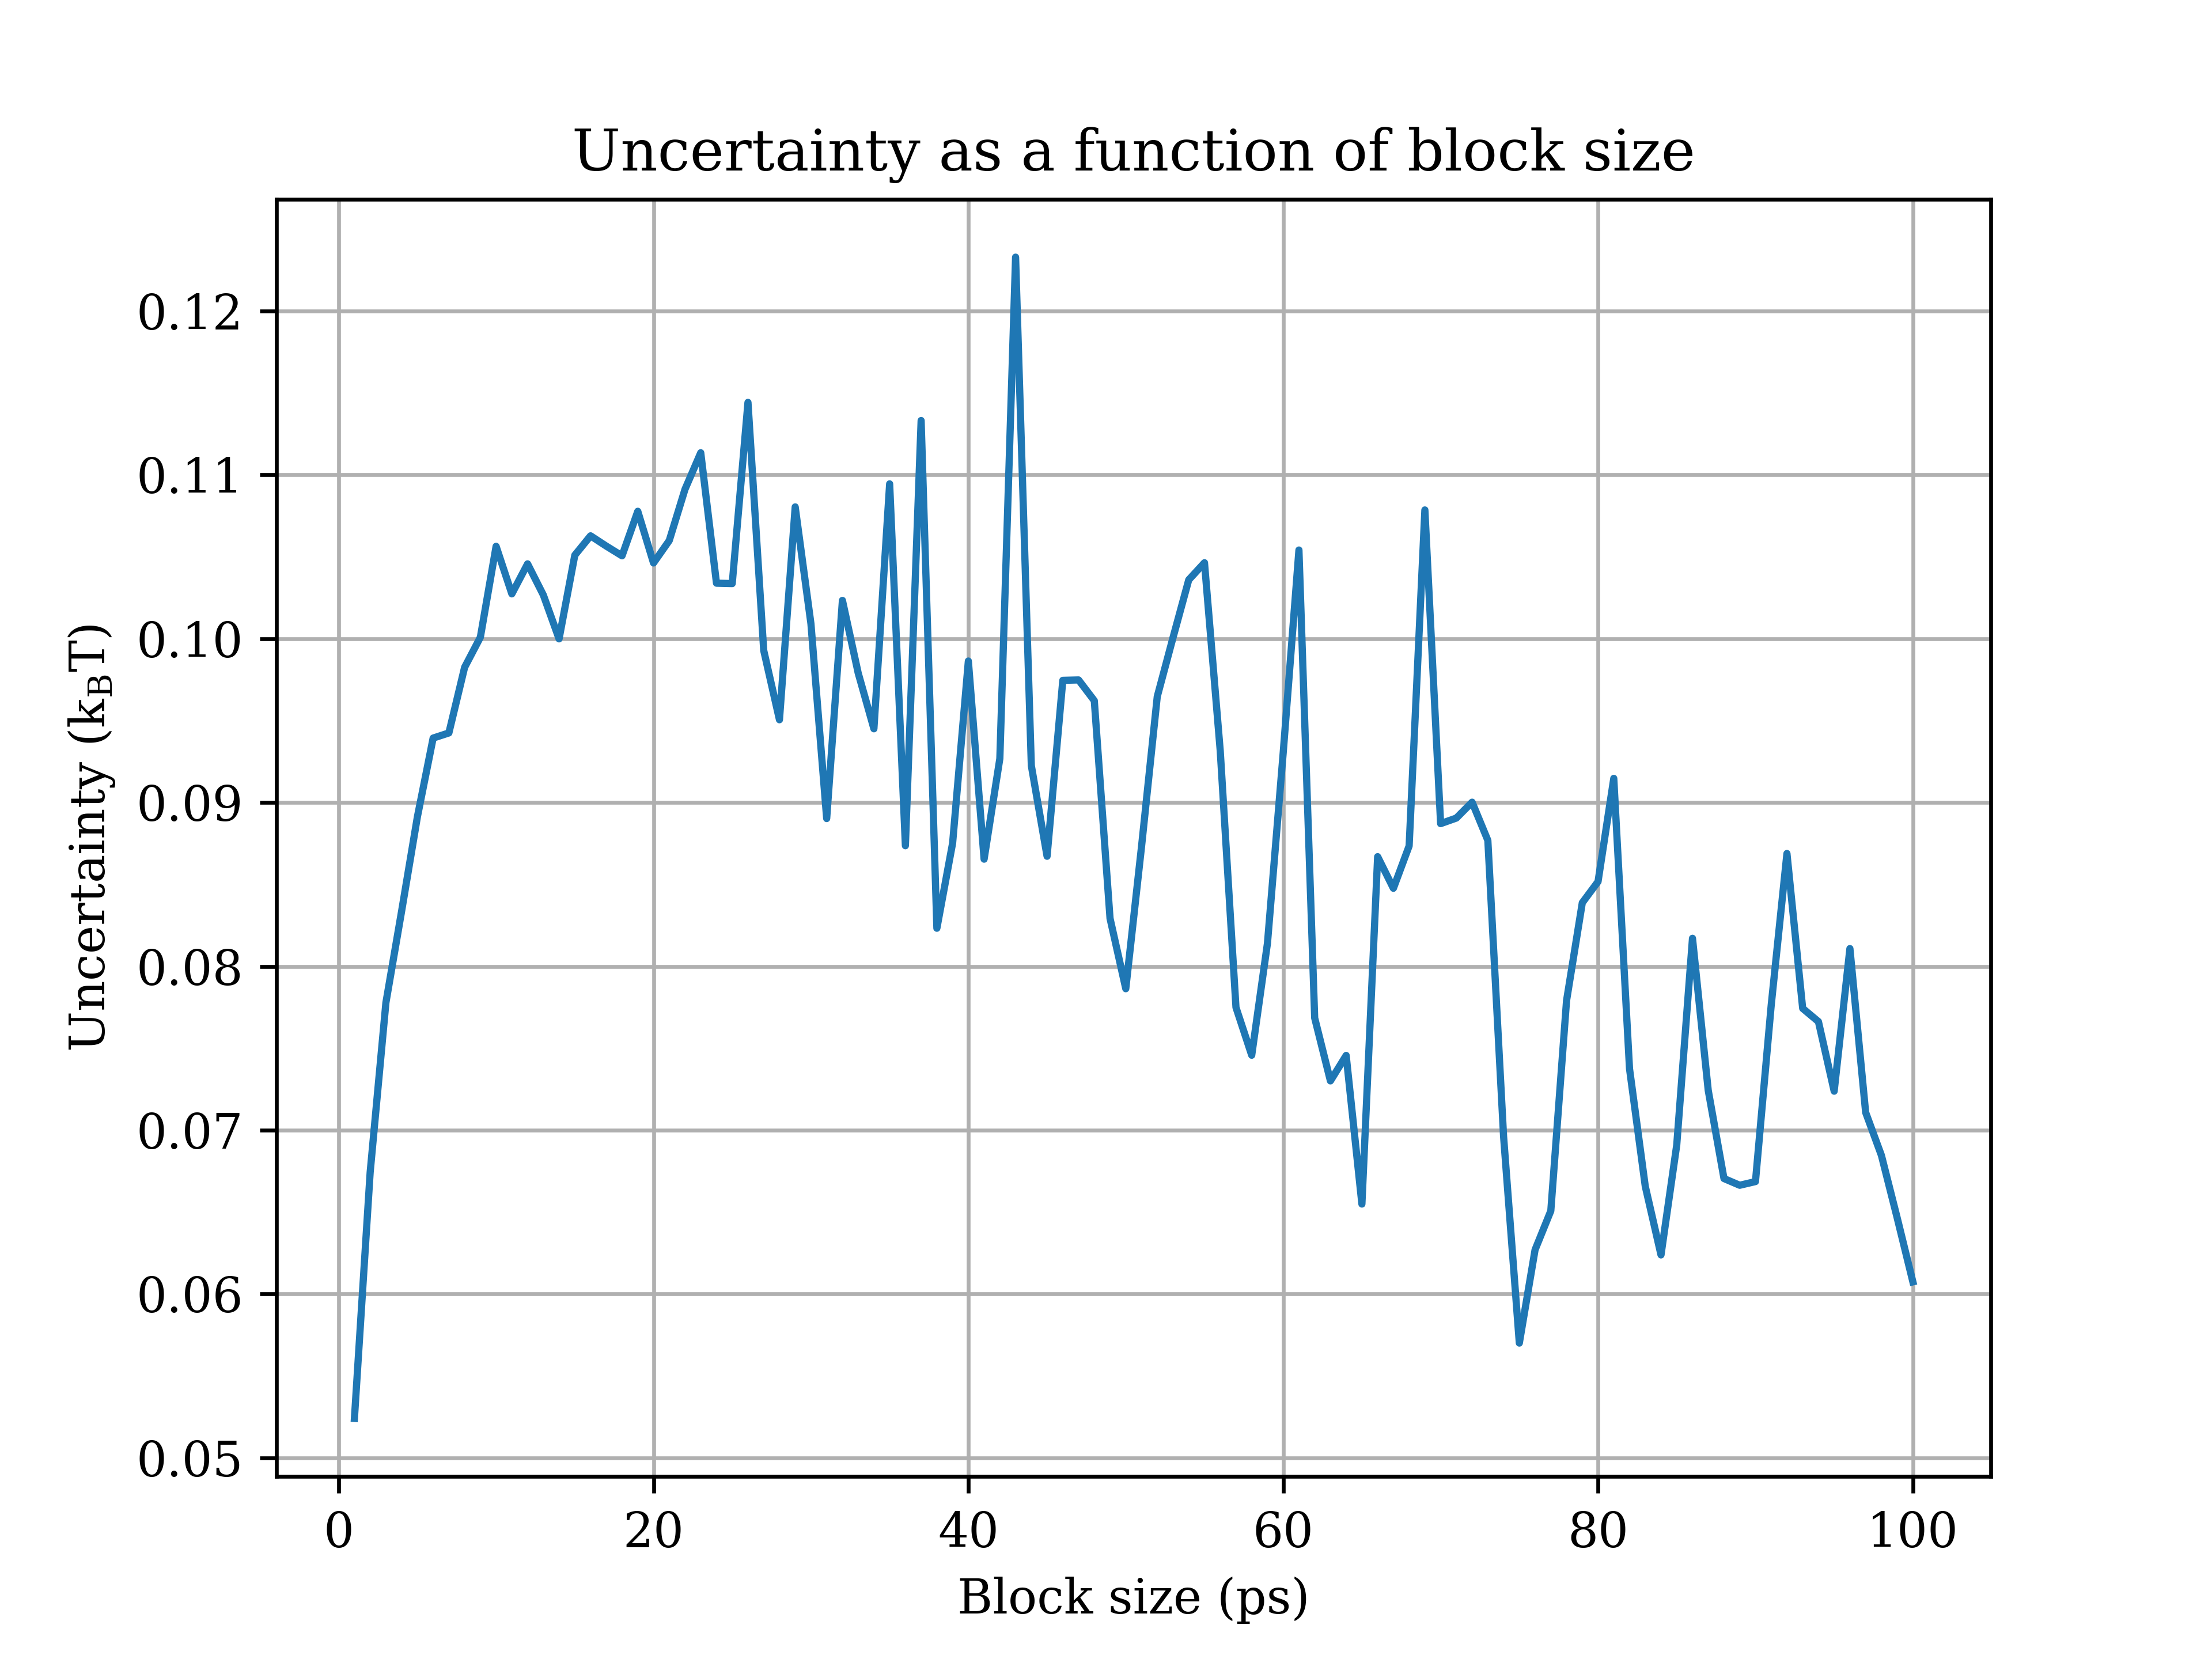 Uncertainty as a function of block size
0.12
0.11
0.10
0.09
0.08
0.07
0.06
0.05
Uncertainty (k_BT)
0 20 40 60 80 100
Block size (ps)